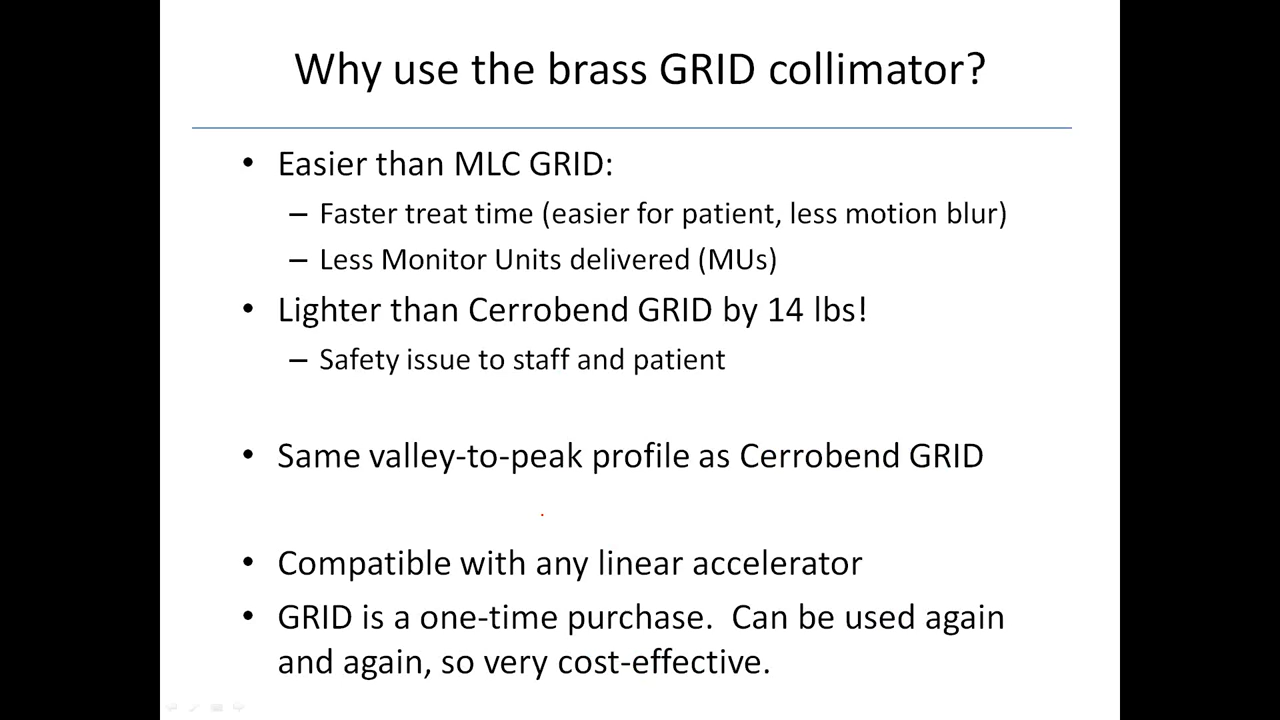 Why use the brass GRID collimator?
• Easier than MLC GRID:
– Faster treat time (easier for patient, less motion blur)
– Less Monitor Units delivered (MUs)
• Lighter than Cerrobend GRID by 14 lbs!
– Safety issue to staff and patient
• Same valley-to-peak profile as Cerrobend GRID
• Compatible with any linear accelerator
• GRID is a one-time purchase.  Can be used again
and again, so very cost-effective.